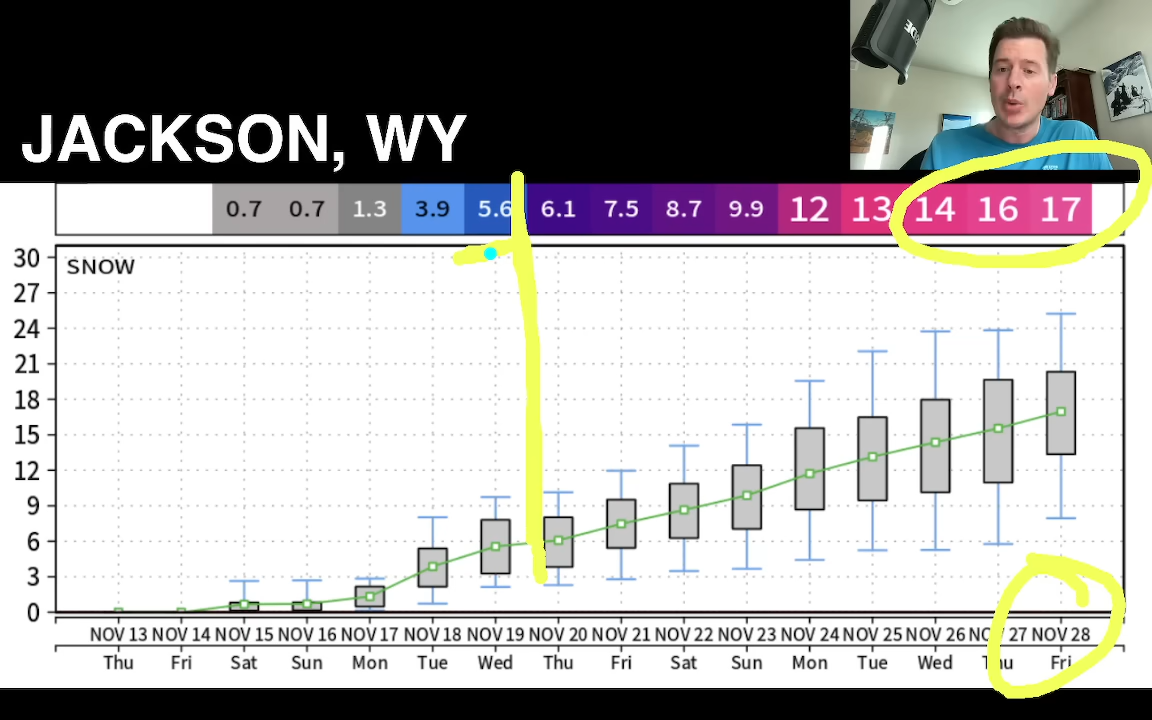 JACKSON, WY
0.7 0.7 1.3 3.9 5.6 6.1 7.5 8.7 9.9 12 13 14 16 17
30 SNOW
27
24
21
18
15
12
9
6
3
0
NOV 13 NOV 14 NOV 15 NOV 16 NOV 17 NOV 18 NOV 19 NOV 20 NOV 21 NOV 22 NOV 23 NOV 24 NOV 25 NOV 26 NOV 27 NOV 28
Thu Fri Sat Sun Mon Tue Wed Thu Fri Sat Sun Mon Tue Wed Thu Fri